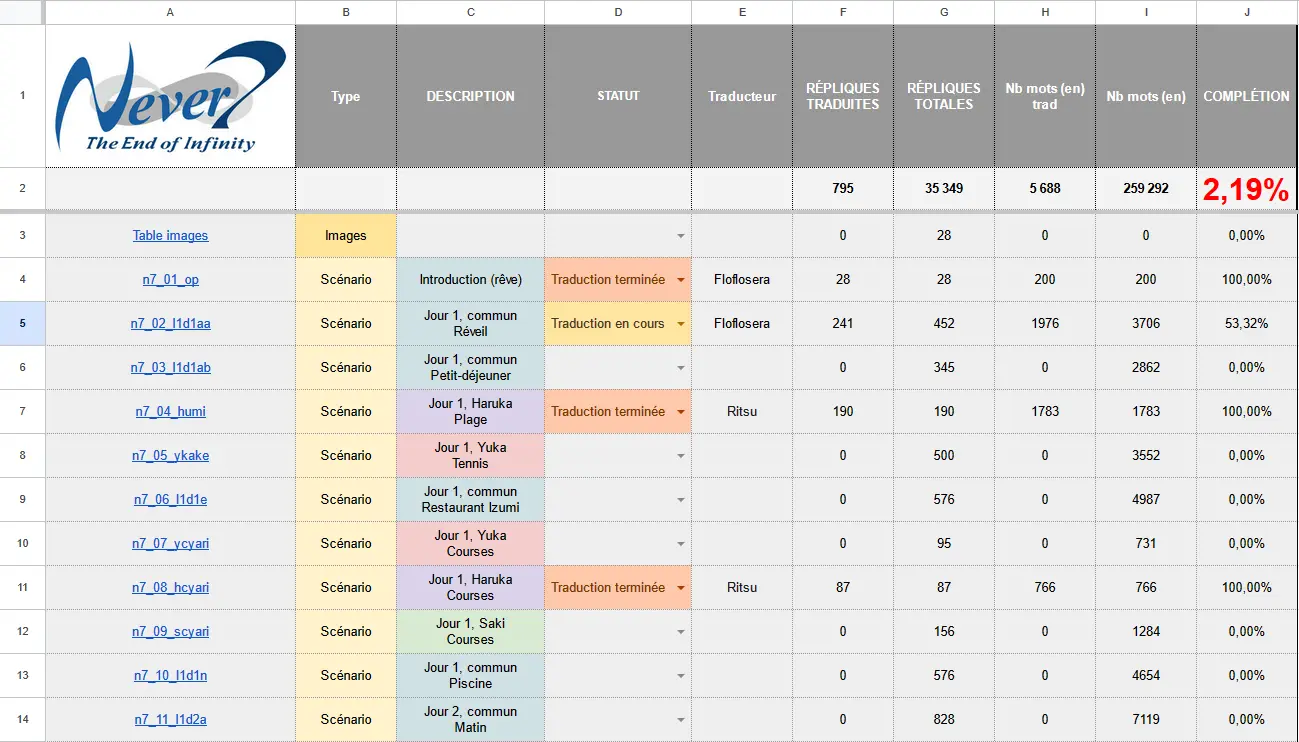 A B C D E F G H I J
1 Never7 The End of Infinity Type DESCRIPTION STATUT Traducteur RÉPLIQUES TRADUITES RÉPLIQUES TOTALES Nb mots (en) trad Nb mots (en) COMPLÉTION
2 795 35 349 5 688 259 292 2,19%
3 Table images Images 0 28 0 0 0,00%
4 n7_01_op Scénario Introduction (rêve) Traduction terminée Floflosera 28 28 200 200 100,00%
5 n7_02_l1d1aa Scénario Jour 1, commun Réveil Traduction en cours Floflosera 241 452 1976 3706 53,32%
6 n7_03_l1d1ab Scénario Jour 1, commun Petit-déjeuner 0 345 0 2862 0,00%
7 n7_04_humi Scénario Jour 1, Haruka Plage Traduction terminée Ritsu 190 190 1783 1783 100,00%
8 n7_05_ykake Scénario Jour 1, Yuka Tennis 0 500 0 3552 0,00%
9 n7_06_l1d1e Scénario Jour 1, commun Restaurant Izumi 0 576 0 4987 0,00%
10 n7_07_ycyari Scénario Jour 1, Yuka Courses 0 95 0 731 0,00%
11 n7_08_hcyari Scénario Jour 1, Haruka Courses Traduction terminée Ritsu 87 87 766 766 100,00%
12 n7_09_scyari Scénario Jour 1, Saki Courses 0 156 0 1284 0,00%
13 n7_10_l1d1n Scénario Jour 1, commun Piscine 0 576 0 4654 0,00%
14 n7_11_l1d2a Scénario Jour 2, commun Matin 0 828 0 7119 0,00%